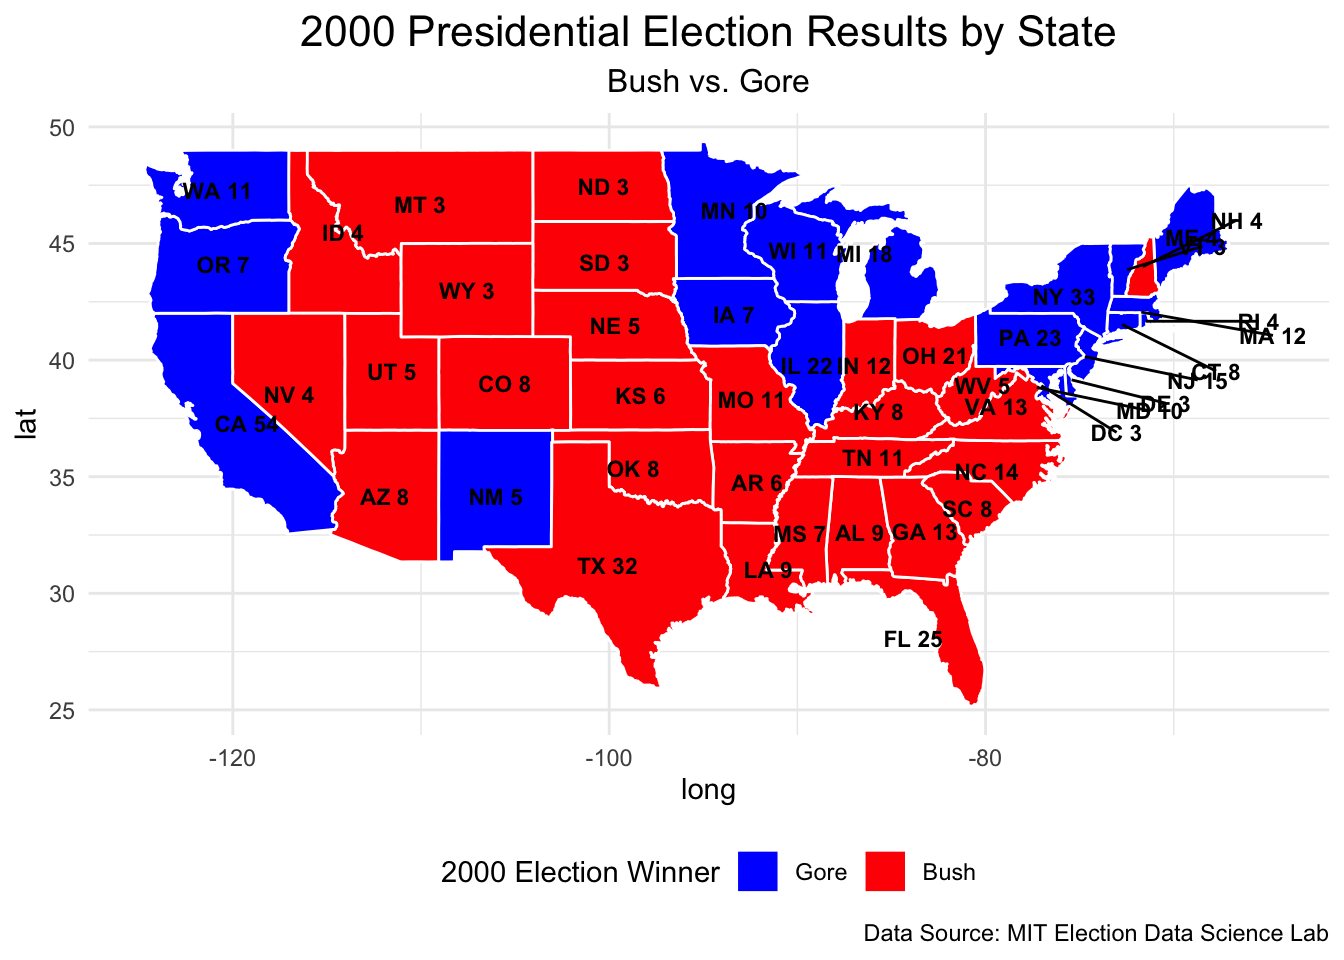 2000 Presidential Election Results by State
Bush vs. Gore
lat
50
45
40
35
30
25
WA 11
MT 3
ND 3
MN 10
ID 4
OR 7
WY 3
SD 3
WI 11
MI 18
ME 4
NH 4
VT 3
NY 33
NE 5
IA 7
PA 23
RI 4
MA 12
NV 4
UT 5
CO 8
KS 6
MO 11
IL 22
IN 12
OH 21
WV 5
VA 13
KY 8
CT 8
NJ 15
DE 3
MD 10
DC 3
CA 54
AZ 8
NM 5
OK 8
AR 6
TN 11
NC 14
SC 8
MS 7
AL 9
GA 13
TX 32
LA 9
FL 25
-120
-100
-80
long
2000 Election Winner Gore Bush
Data Source: MIT Election Data Science Lab